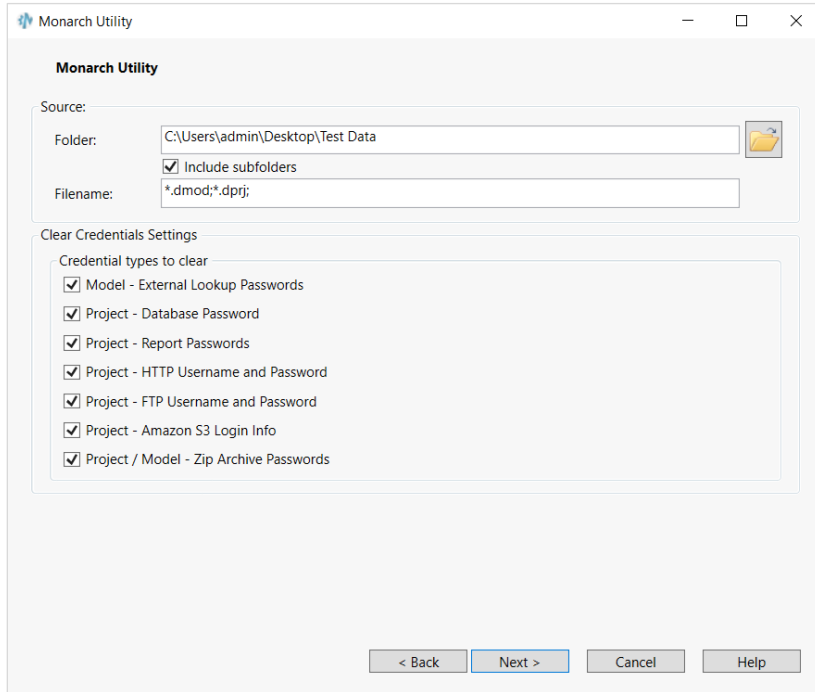 Monarch Utility
Monarch Utility
Source:
Folder: C:\Users\admin\Desktop\Test Data
Include subfolders
Filename: *.dmod;*.dprj;
Clear Credentials Settings
Credential types to clear
Model - External Lookup Passwords
Project - Database Password
Project - Report Passwords
Project - HTTP Username and Password
Project - FTP Username and Password
Project - Amazon S3 Login Info
Project / Model - Zip Archive Passwords
< Back Next > Cancel Help